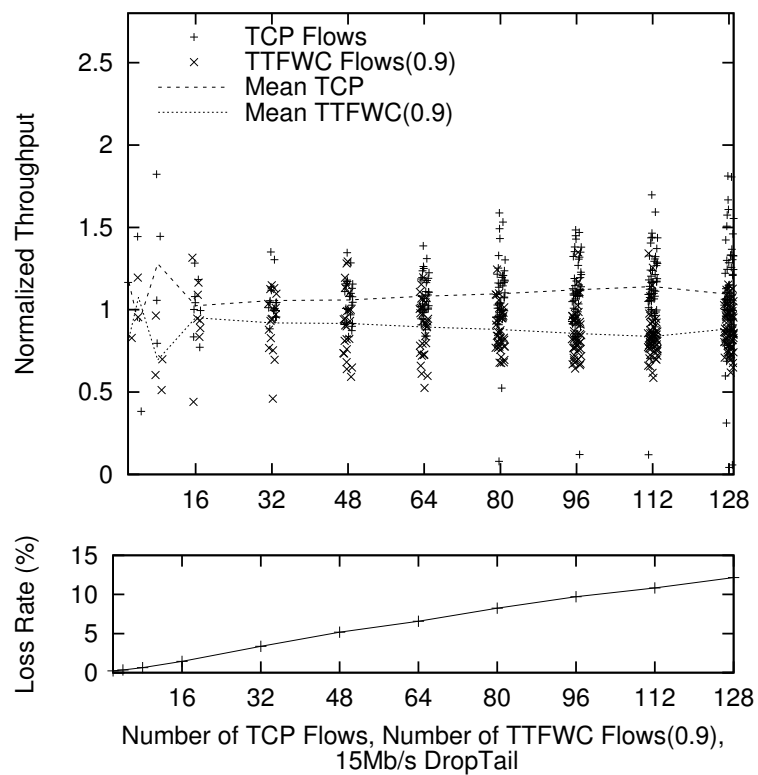 TCP Flows
TTFWC Flows(0.9)
Mean TCP
Mean TTFWC(0.9)
Normalized Throughput
2.5
2
1.5
1
0.5
0
16 32 48 64 80 96 112 128
Loss Rate (%)
15
10
5
0
16 32 48 64 80 96 112 128
Number of TCP Flows, Number of TTFWC Flows(0.9),
15Mb/s DropTail